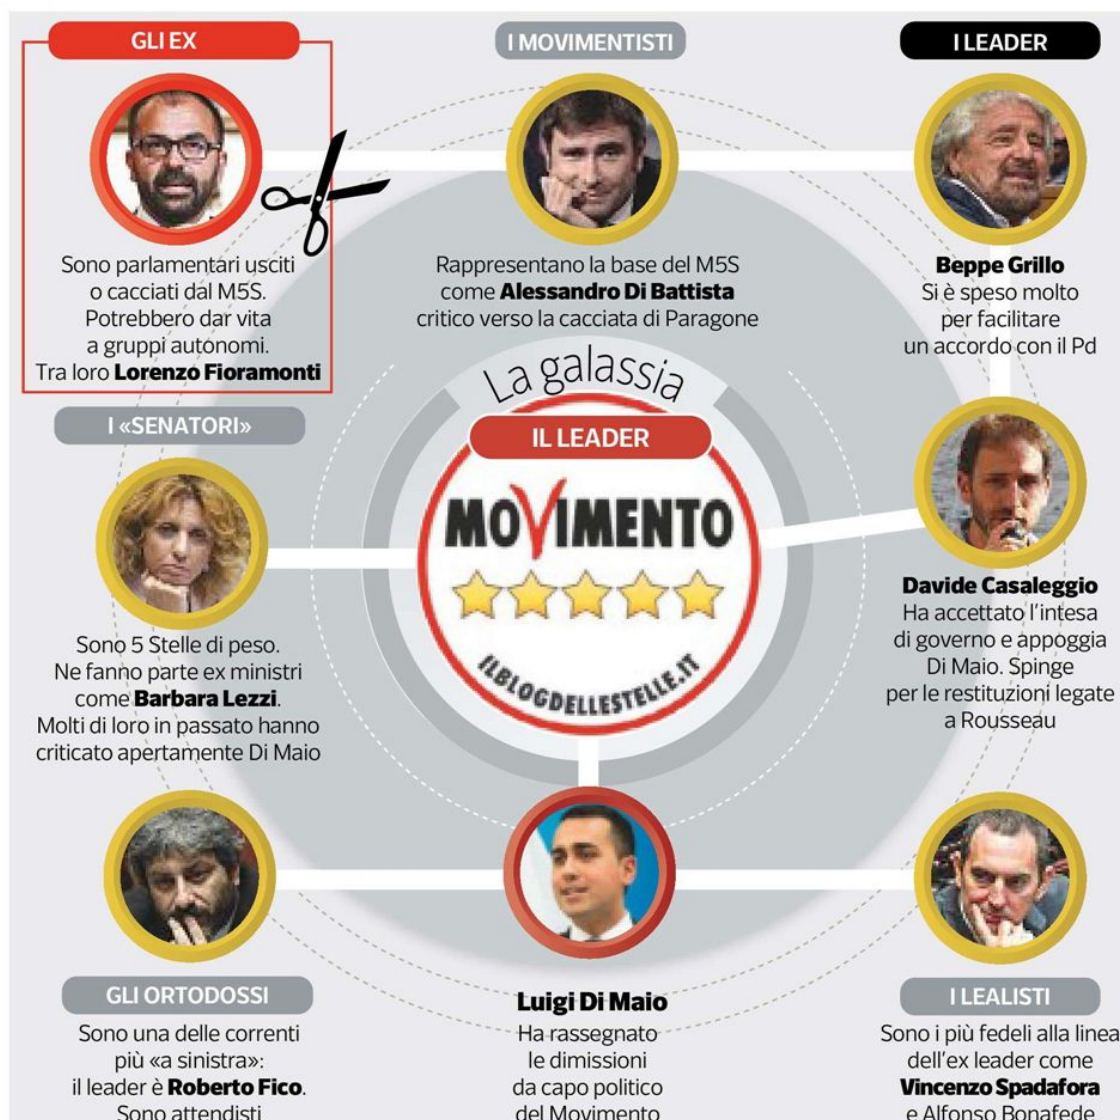 GLI EX
Sono parlamentari usciti
o cacciati dal M5S.
Potrebbero dar vita
a gruppi autonomi.
Tra loro Lorenzo Fioramonti
I MOVIMENTISTI
Rappresentano la base del M5S
come Alessandro Di Battista
critico verso la cacciata di Paragone
I LEADER
Beppe Grillo
Si è speso molto
per facilitare
un accordo con il Pd
La galassia
IL LEADER
MOVIMENTO
ILBLOGDELLESTELLE.IT
I «SENATORI»
Sono 5 Stelle di peso.
Ne fanno parte ex ministri
come Barbara Lezzi.
Molti di loro in passato hanno
criticato apertamente Di Maio
Davide Casaleggio
Ha accettato l'intesa
di governo e appoggia
Di Maio. Spinge
per le restituzioni legate
a Rousseau
GLI ORTODOSSI
Sono una delle correnti
più «a sinistra»:
il leader è Roberto Fico.
Sono attendisti
Luigi Di Maio
Ha rassegnato
le dimissioni
da capo politico
del Movimento
I LEALISTI
Sono i più fedeli alla linea
dell'ex leader come
Vincenzo Spadafora
e Alfonso Bonafede